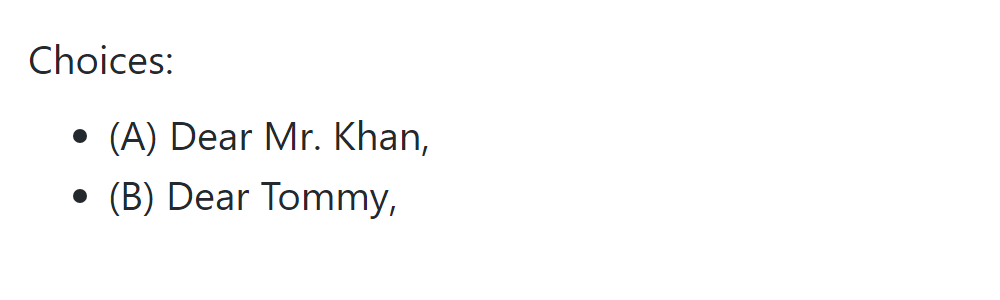 Choices:
• (A) Dear Mr. Khan,
• (B) Dear Tommy,